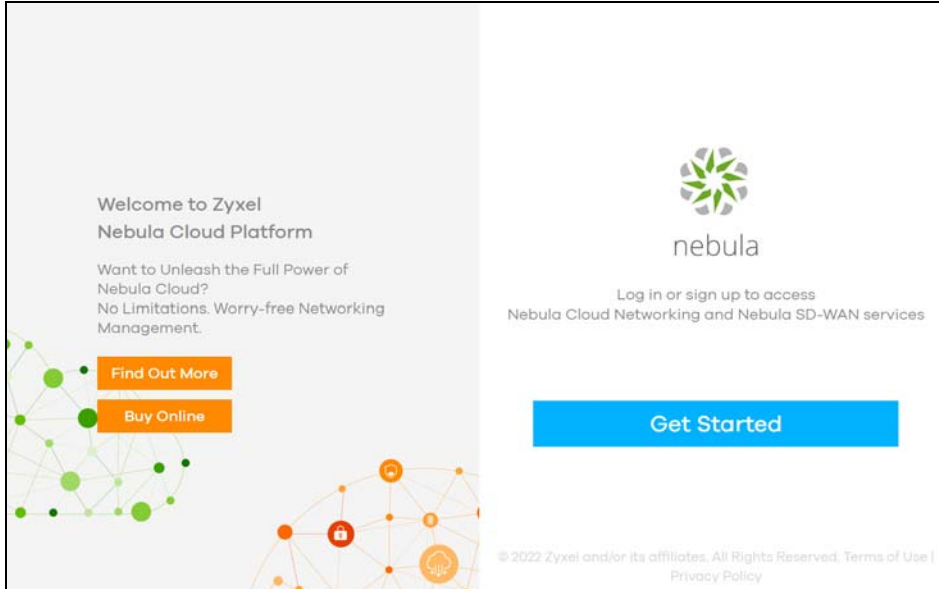 Welcome to Zyxel
Nebula Cloud Platform
Want to Unleash the Full Power of
Nebula Cloud?
No Limitations. Worry-free Networking
Management.
Find Out More
Buy Online
nebula
Log in or sign up to access
Nebula Cloud Networking and Nebula SD-WAN services
Get Started
© 2022 Zyxel and/or its affiliates. All Rights Reserved. Terms of Use |
Privacy Policy